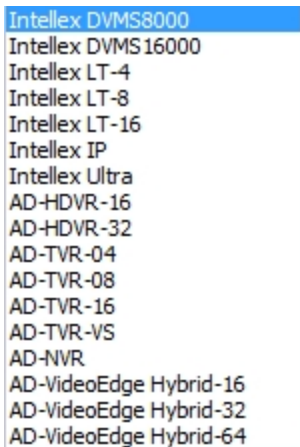 Intellex DVMS8000
Intellex DVMS16000
Intellex LT-4
Intellex LT-8
Intellex LT-16
Intellex IP
Intellex Ultra
AD-HDVR-16
AD-HDVR-32
AD-TVR-04
AD-TVR-08
AD-TVR-16
AD-TVR-VS
AD-NVR
AD-VideoEdge Hybrid-16
AD-VideoEdge Hybrid-32
AD-VideoEdge Hybrid-64